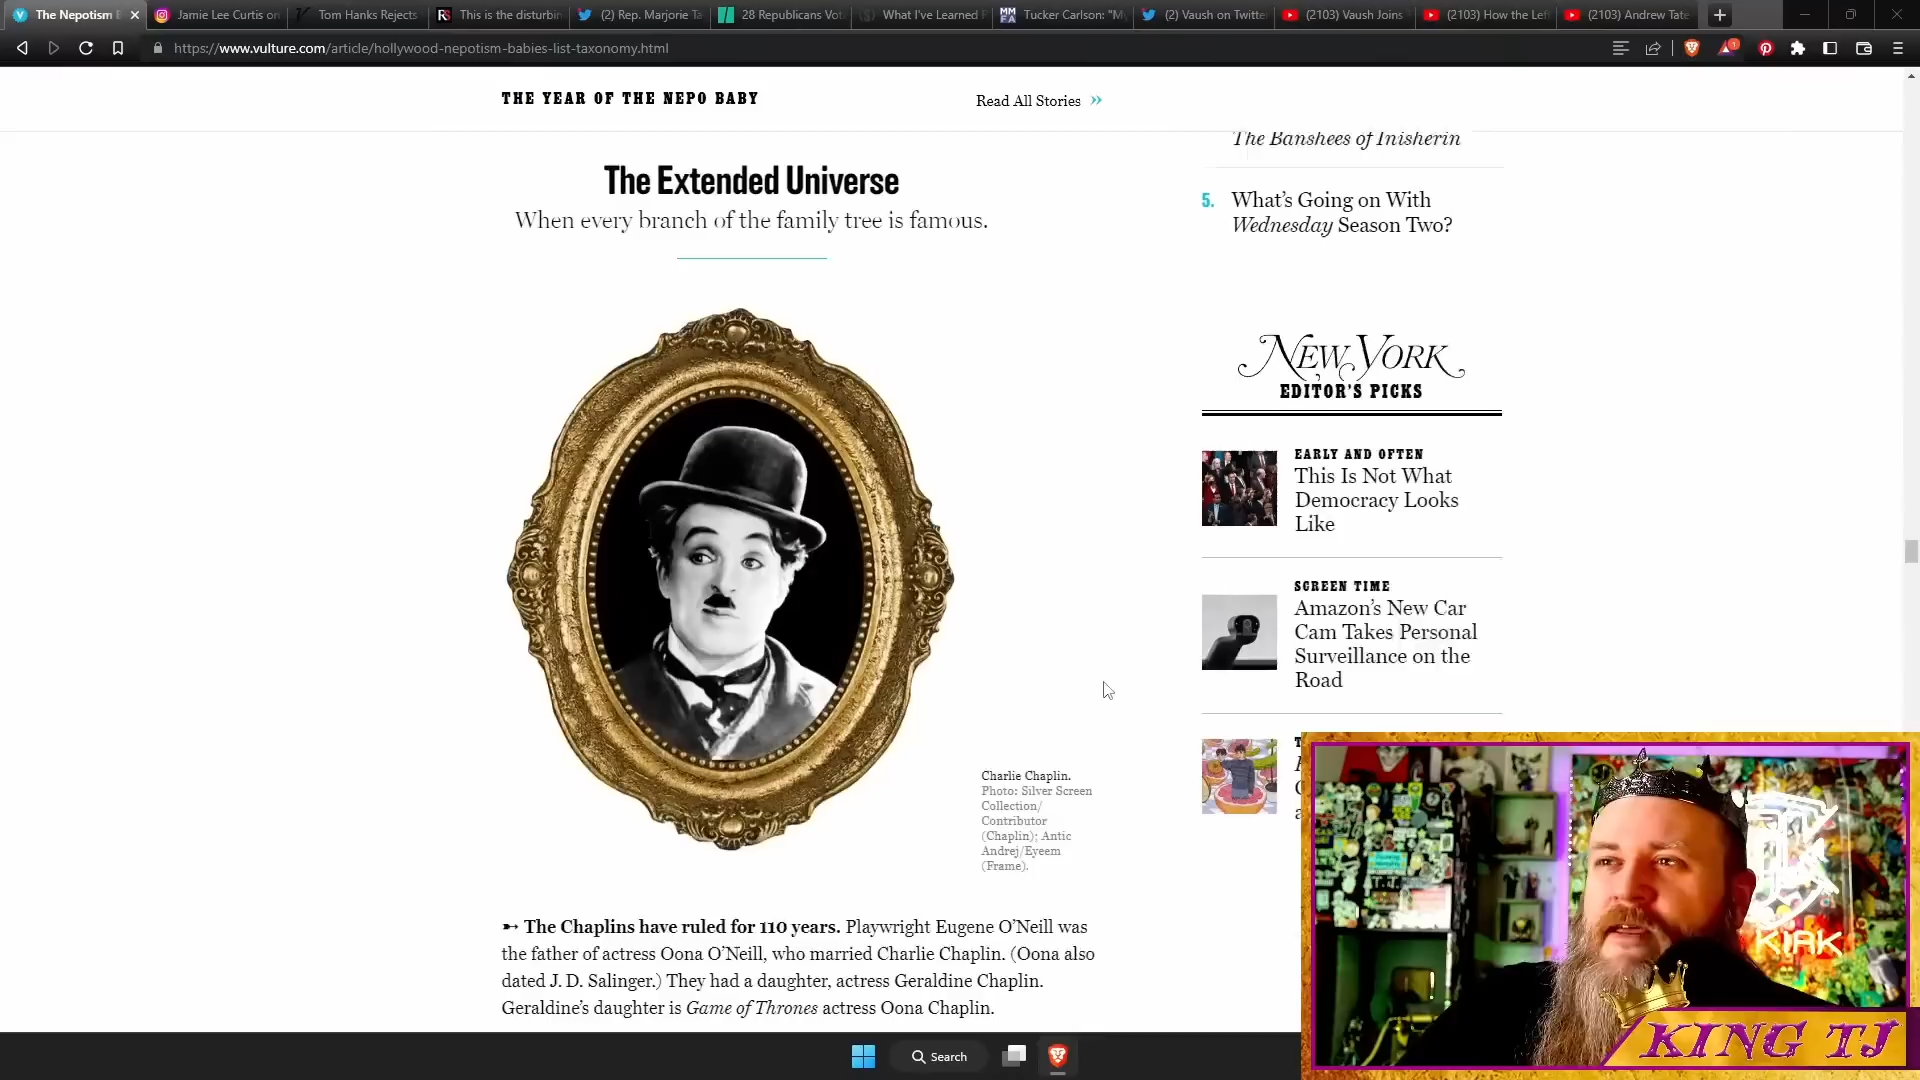 The Nepotism B
Jamie Lee Curtis on
Tom Hanks Rejects
This is the disturbin
(2) Rep. Marjorie Ta
28 Republicans Vot
What I've Learned F
Tucker Carlson: "My
(2) Vaush on Twitte
(2103) Vaush Joins
(2103) How the Lef
(2103) Andrew Tate
https://www.vulture.com/article/hollywood-nepotism-babies-list-taxonomy.html
THE YEAR OF THE NEPO BABY
Read All Stories »
The Banshees of Inisherin
The Extended Universe
When every branch of the family tree is famous.
5. What's Going on With
Wednesday Season Two?
NEW YORK
EDITOR'S PICKS
EARLY AND OFTEN
This Is Not What
Democracy Looks
Like
SCREEN TIME
Amazon's New Car
Cam Takes Personal
Surveillance on the
Road
Charlie Chaplin.
Photo: Silver Screen
Collection/
Contributor
(Chaplin); Antic
Andrej/Eyeem
(Frame).
➻ The Chaplins have ruled for 110 years. Playwright Eugene O'Neill was
the father of actress Oona O'Neill, who married Charlie Chaplin. (Oona also
dated J. D. Salinger.) They had a daughter, actress Geraldine Chaplin.
Geraldine's daughter is Game of Thrones actress Oona Chaplin.
KIRK
KING TJ
Search